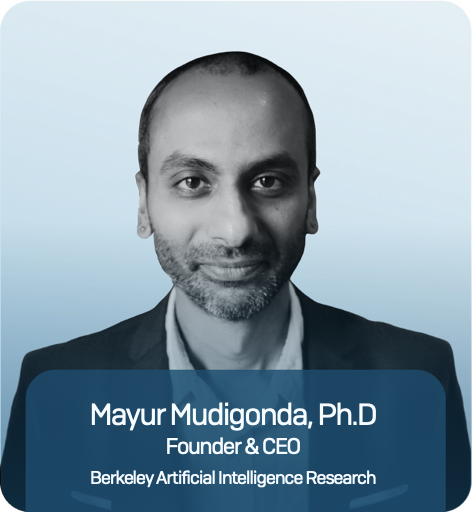 Mayur Mudigonda, Ph.D
Founder & CEO
Berkeley Artificial Intelligence Research